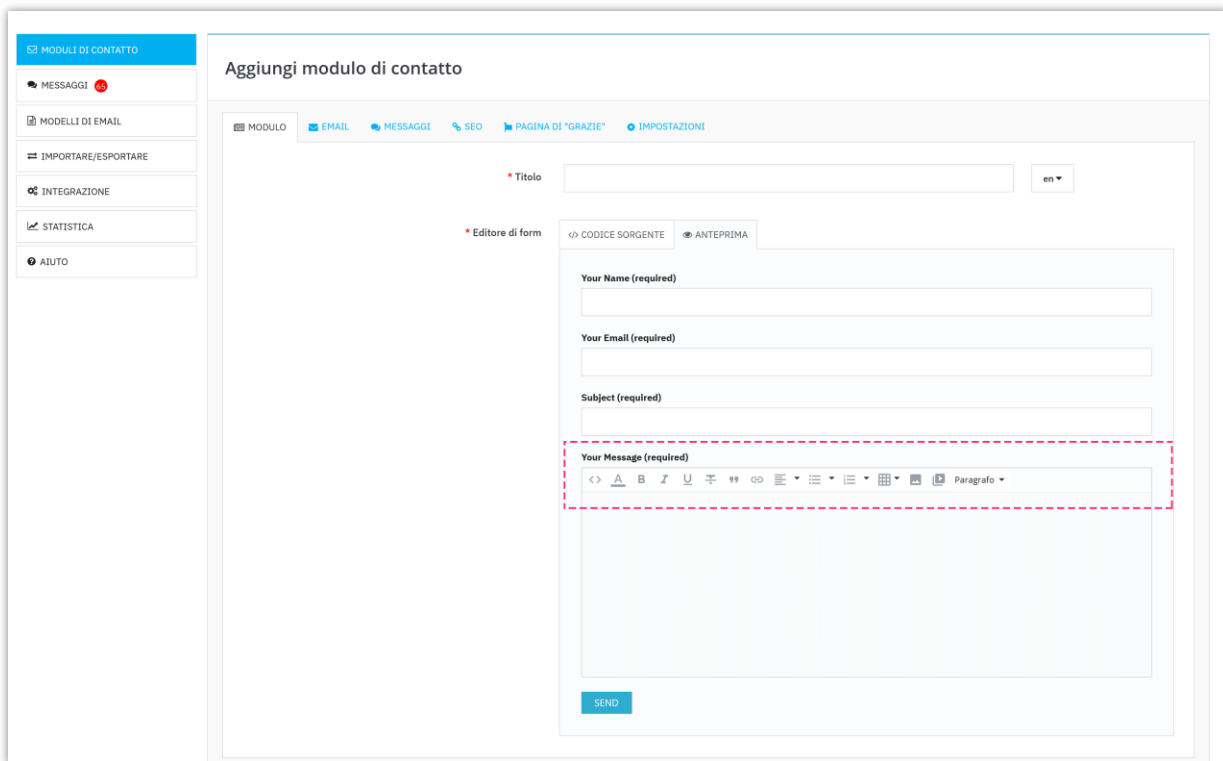 MODULI DI CONTATTO
MESSAGGI 65
MODELLI DI EMAIL
IMPORTARE/ESPORTARE
INTEGRAZIONE
STATISTICA
AIUTO
Aggiungi modulo di contatto
MODULO EMAIL MESSAGGI SEO PAGINA DI "GRAZIE" IMPOSTAZIONI
* Titolo en
* Editore di form </> CODICE SORGENTE ANTEPRIMA
Your Name (required)
Your Email (required)
Subject (required)
Your Message (required)
<> A B I U T " Paragrafo
SEND